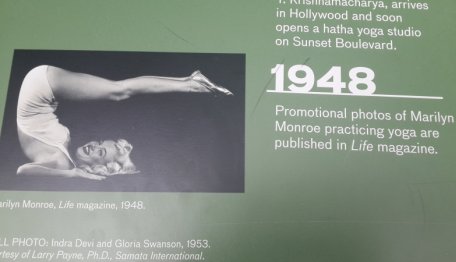 T. Krishnamacharya, arrives
in Hollywood and soon
opens a hatha yoga studio
on Sunset Boulevard.
1948
Promotional photos of Marilyn
Monroe practicing yoga are
published in Life magazine.
arilyn Monroe, Life magazine, 1948.
LL PHOTO: Indra Devi and Gloria Swanson, 1953.
rtesy of Larry Payne, Ph.D., Samata International.